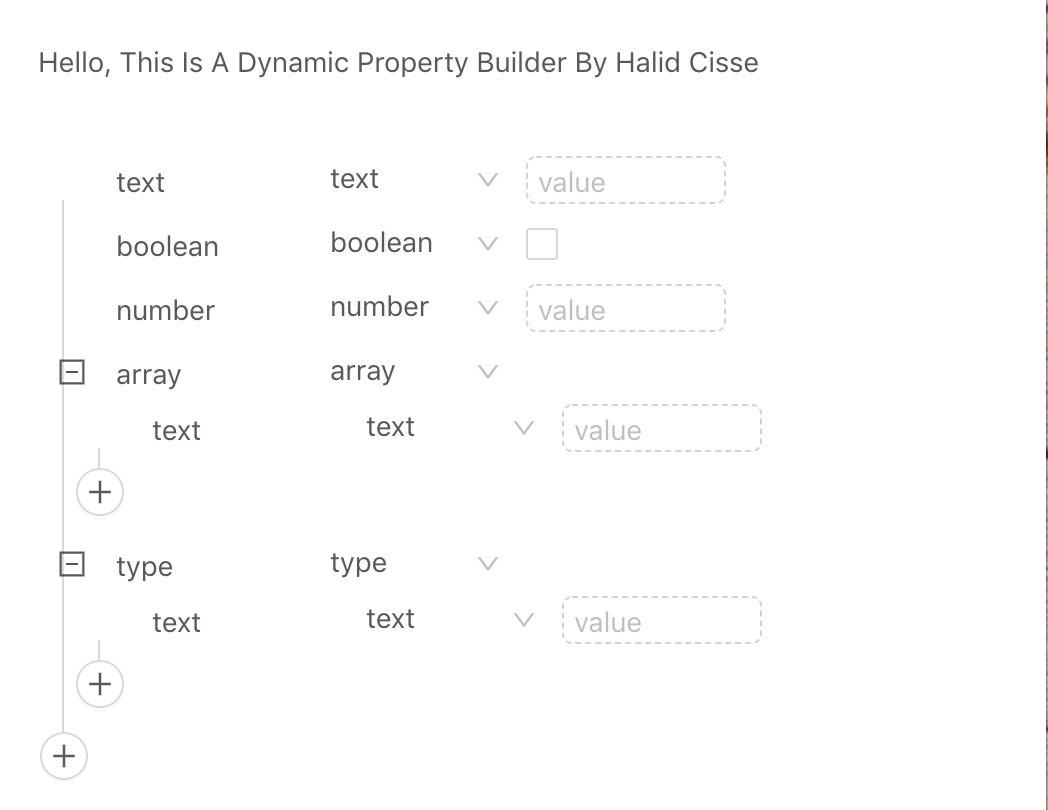 Hello, This Is A Dynamic Property Builder By Halid Cisse
text text value
boolean boolean
number number value
array array
text text value
type type
text text value